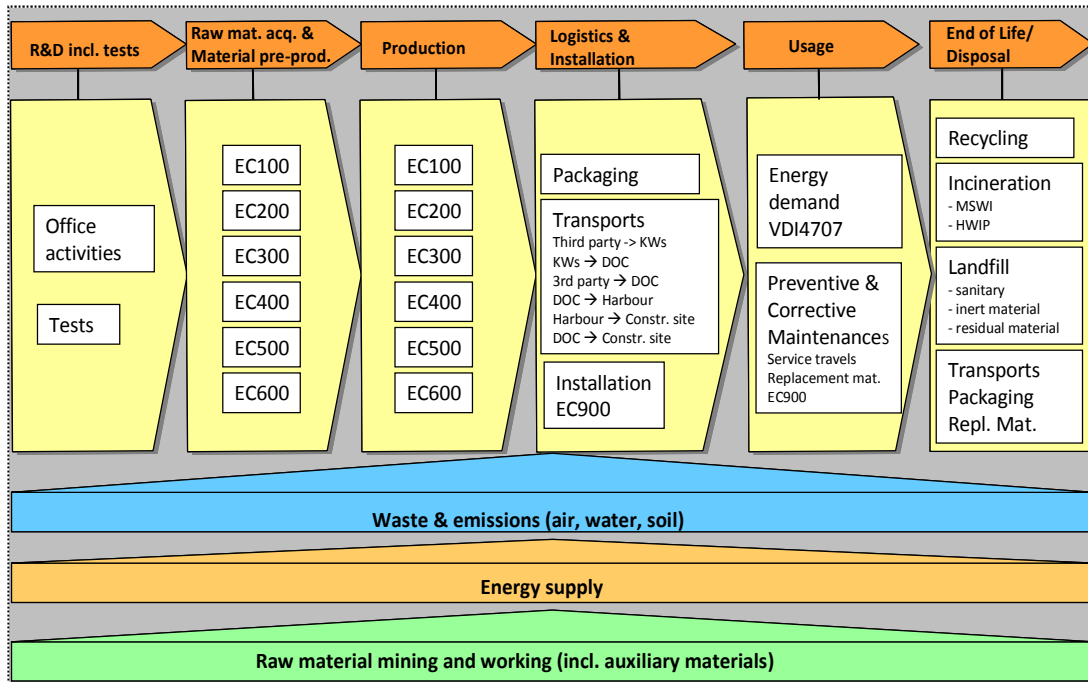 R&D incl. tests
Raw mat. acq. &
Material pre-prod.
Production
Logistics &
Installation
Usage
End of Life/
Disposal
Office
activities
Tests
EC100
EC200
EC300
EC400
EC500
EC600
EC100
EC200
EC300
EC400
EC500
EC600
Packaging
Transports
Third party -> KWs
KWs → DOC
3rd party → DOC
DOC → Harbour
Harbour → Constr. site
DOC → Constr. site
Installation
EC900
Energy
demand
VDI4707
Preventive &
Corrective
Maintenances
Service travels
Replacement mat.
EC900
Recycling
Incineration
- MSWI
- HWIP
Landfill
- sanitary
- inert material
- residual material
Transports
Packaging
Repl. Mat.
Waste & emissions (air, water, soil)
Energy supply
Raw material mining and working (incl. auxiliary materials)